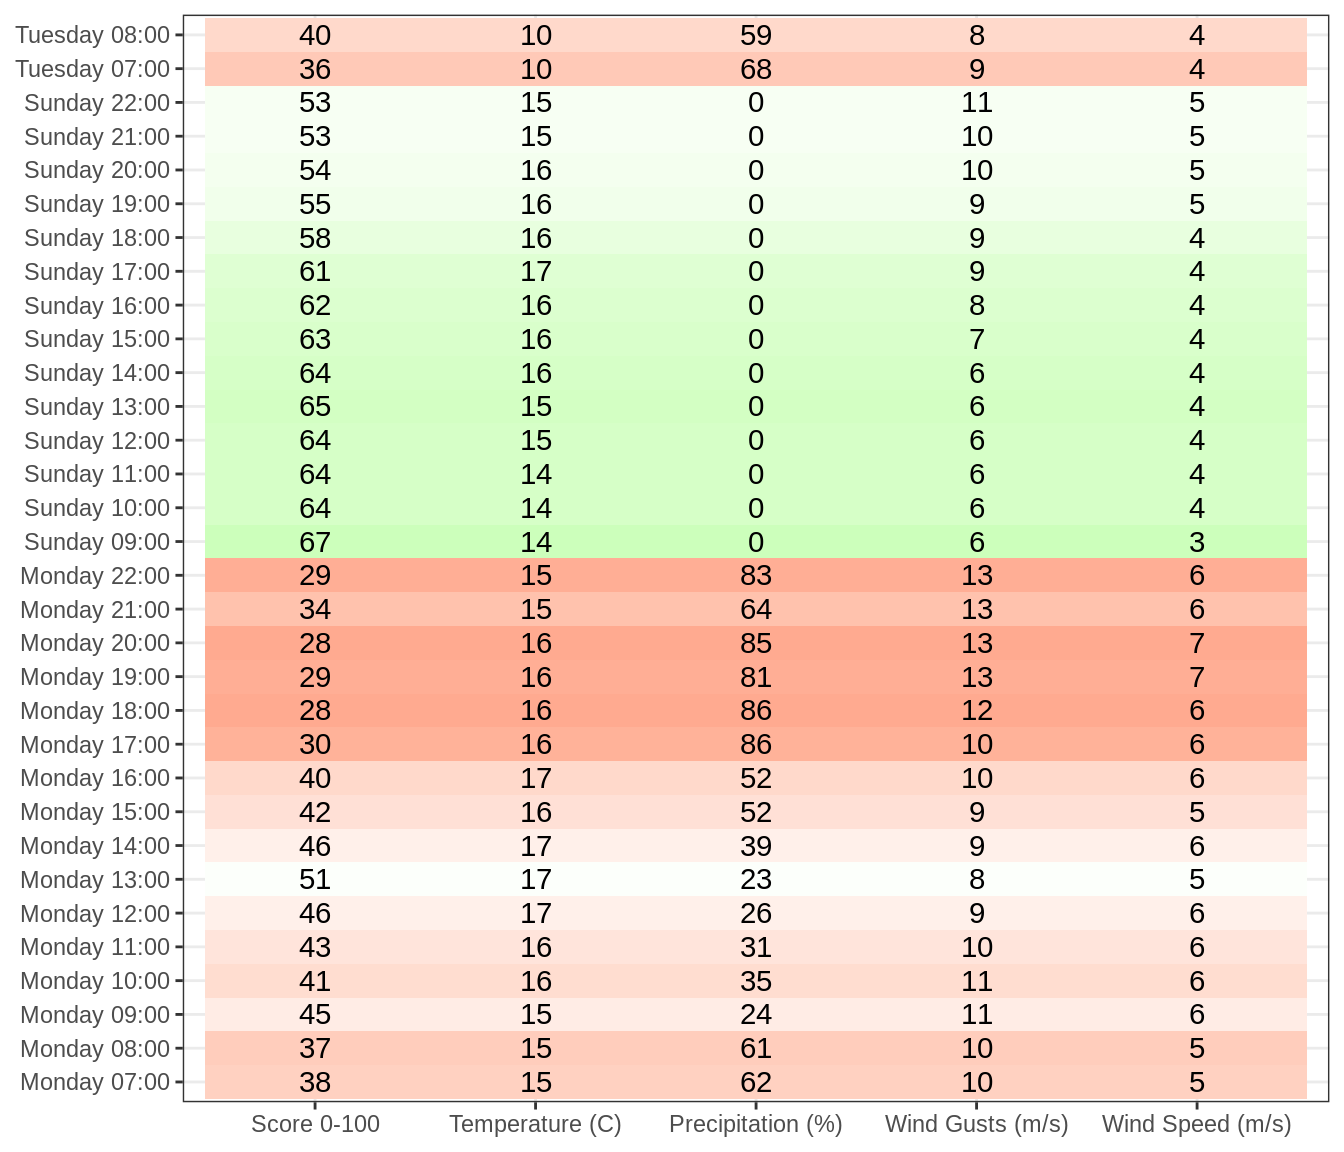 Tuesday 08:00 40 10 59 8 4
Tuesday 07:00 36 10 68 9 4
Sunday 22:00 53 15 0 11 5
Sunday 21:00 53 15 0 10 5
Sunday 20:00 54 16 0 10 5
Sunday 19:00 55 16 0 9 5
Sunday 18:00 58 16 0 9 4
Sunday 17:00 61 17 0 9 4
Sunday 16:00 62 16 0 8 4
Sunday 15:00 63 16 0 7 4
Sunday 14:00 64 16 0 6 4
Sunday 13:00 65 15 0 6 4
Sunday 12:00 64 15 0 6 4
Sunday 11:00 64 14 0 6 4
Sunday 10:00 64 14 0 6 4
Sunday 09:00 67 14 0 6 3
Monday 22:00 29 15 83 13 6
Monday 21:00 34 15 64 13 6
Monday 20:00 28 16 85 13 7
Monday 19:00 29 16 81 13 7
Monday 18:00 28 16 86 12 6
Monday 17:00 30 16 86 10 6
Monday 16:00 40 17 52 10 6
Monday 15:00 42 16 52 9 5
Monday 14:00 46 17 39 9 6
Monday 13:00 51 17 23 8 5
Monday 12:00 46 17 26 9 6
Monday 11:00 43 16 31 10 6
Monday 10:00 41 16 35 11 6
Monday 09:00 45 15 24 11 6
Monday 08:00 37 15 61 10 5
Monday 07:00 38 15 62 10 5
Score 0-100 Temperature (C) Precipitation (%) Wind Gusts (m/s) Wind Speed (m/s)